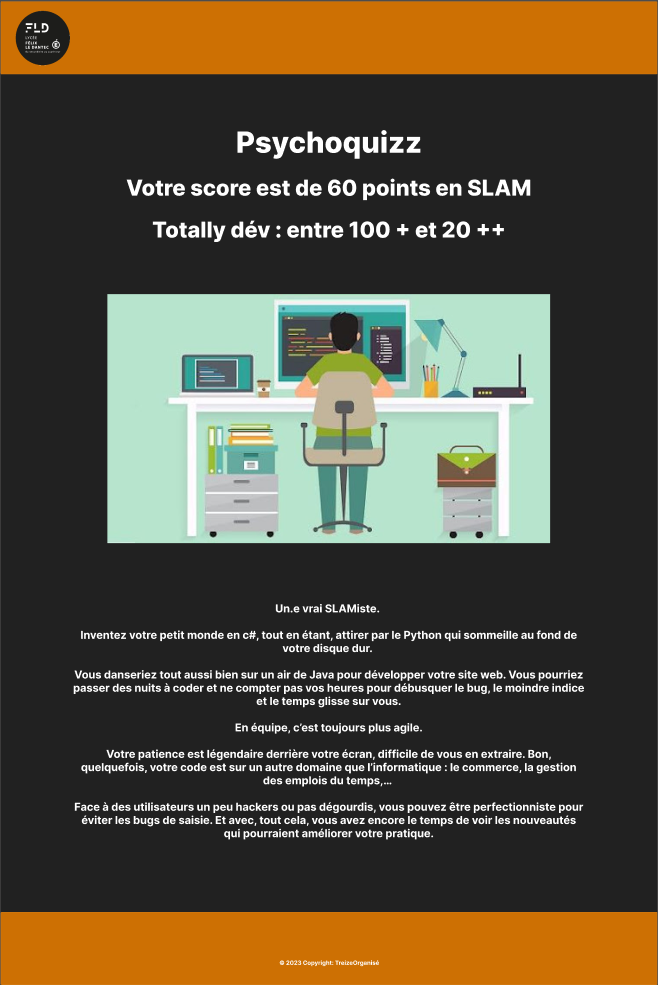 FLD
LYCÉE
FÉLIX
LE DANTEC
Psychoquizz
Votre score est de 60 points en SLAM
Totally dév : entre 100 + et 20 ++
Un.e vrai SLAMiste.
Inventez votre petit monde en c#, tout en étant, attirer par le Python qui sommeille au fond de
votre disque dur.
Vous danseriez tout aussi bien sur un air de Java pour développer votre site web. Vous pourriez
passer des nuits à coder et ne compter pas vos heures pour débusquer le bug, le moindre indice
et le temps glisse sur vous.
En équipe, c'est toujours plus agile.
Votre patience est légendaire derrière votre écran, difficile de vous en extraire. Bon,
quelquefois, votre code est sur un autre domaine que l'informatique : le commerce, la gestion
des emplois du temps,...
Face à des utilisateurs un peu hackers ou pas dégourdis, vous pouvez être perfectionniste pour
éviter les bugs de saisie. Et avec, tout cela, vous avez encore le temps de voir les nouveautés
qui pourraient améliorer votre pratique.
© 2023 Copyright: TreizeOrganisé